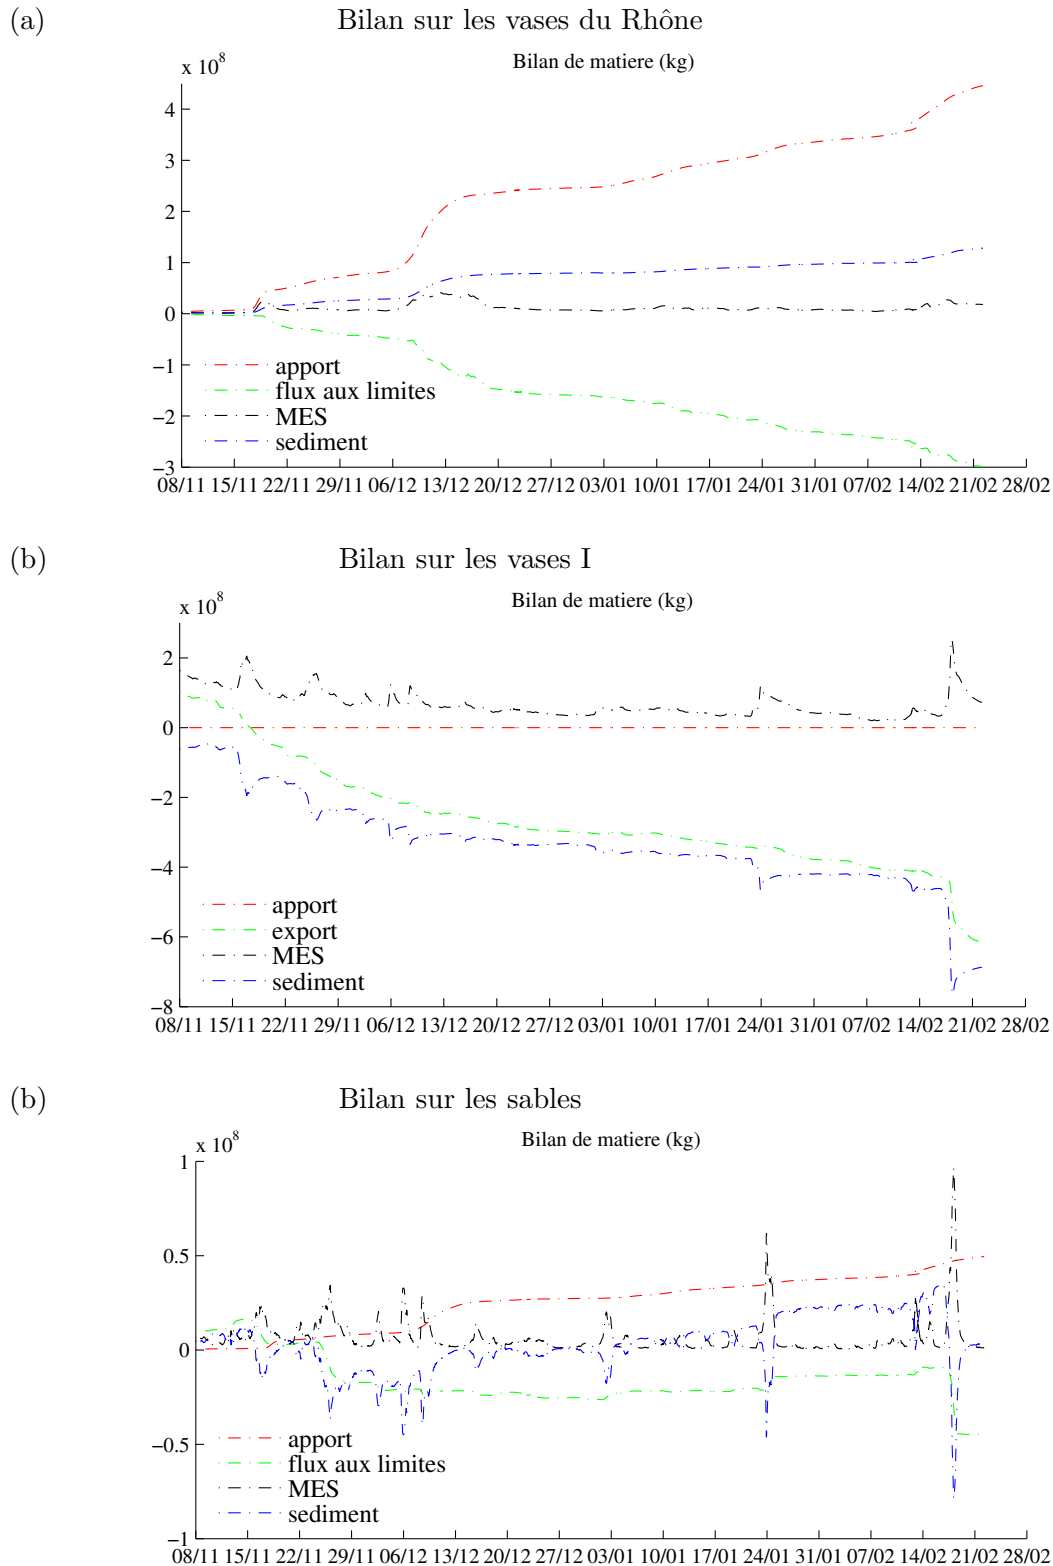 (a) Bilan sur les vases du Rhône
Bilan de matiere (kg)
x 10^8
4
3
2
1
0
−1
−2
−3
apport
flux aux limites
MES
sediment
08/11 15/11 22/11 29/11 06/12 13/12 20/12 27/12 03/01 10/01 17/01 24/01 31/01 07/02 14/02 21/02 28/02
(b) Bilan sur les vases I
Bilan de matiere (kg)
x 10^8
2
0
−2
−4
−6
−8
apport
export
MES
sediment
08/11 15/11 22/11 29/11 06/12 13/12 20/12 27/12 03/01 10/01 17/01 24/01 31/01 07/02 14/02 21/02 28/02
(b) Bilan sur les sables
Bilan de matiere (kg)
x 10^8
1
0.5
0
−0.5
−1
apport
flux aux limites
MES
sediment
08/11 15/11 22/11 29/11 06/12 13/12 20/12 27/12 03/01 10/01 17/01 24/01 31/01 07/02 14/02 21/02 28/02